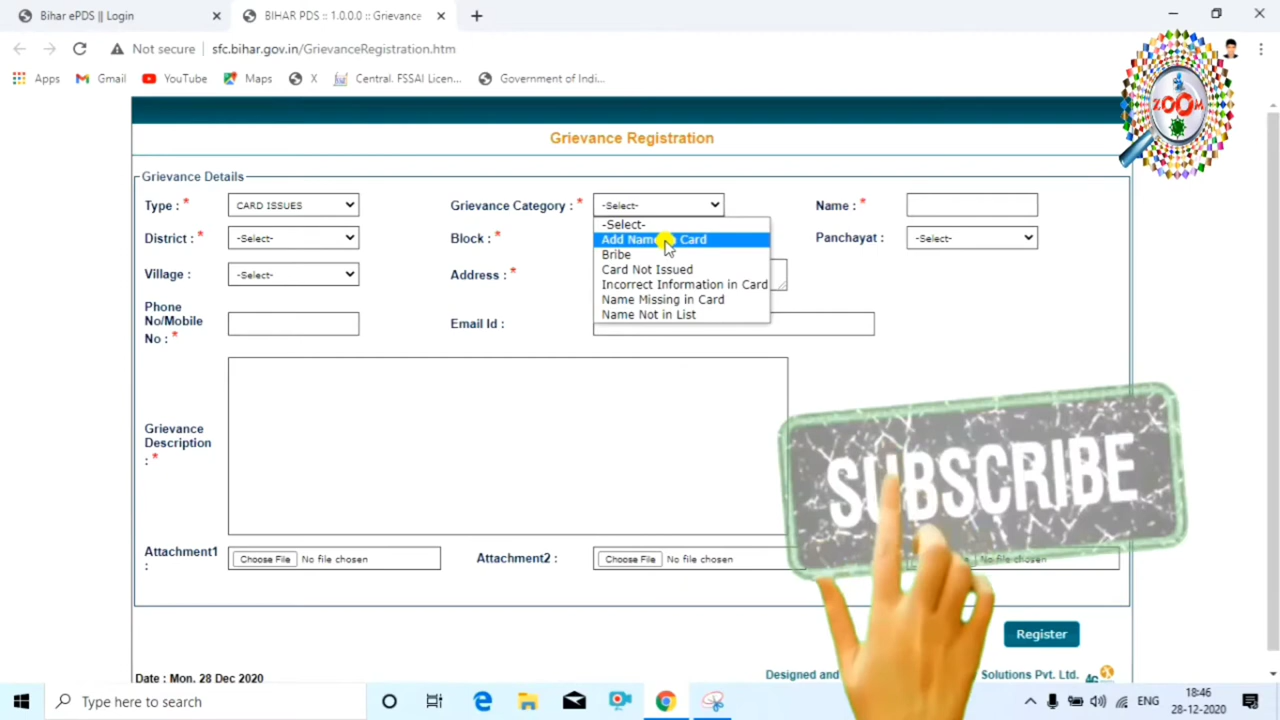 Bihar ePDS || Login
BIHAR PDS :: 1.0.0.0 :: Grievance
Not secure
sfc.bihar.gov.in/GrievanceRegistration.htm
Apps
Gmail
YouTube
Maps
X
Central. FSSAI Licen...
Government of Indi...
ZOOM
Grievance Registration
Grievance Details
Type : * CARD ISSUES
Grievance Category : * -Select-
Name : *
-Select-
Add Name in Card
Bribe
Card Not Issued
Incorrect Information in Card
Name Missing in Card
Name Not in List
District : * -Select-
Block : *
Panchayat : -Select-
Village : -Select-
Address : *
Phone
No/Mobile
No : *
Email Id :
Grievance
Description
: *
SUBSCRIBE
Attachment1
:
Choose File No file chosen
Attachment2 :
Choose File No file chosen
No file chosen
Register
Date : Mon. 28 Dec 2020
Designed and
Solutions Pvt. Ltd.
Type here to search
ENG
18:46
28-12-2020